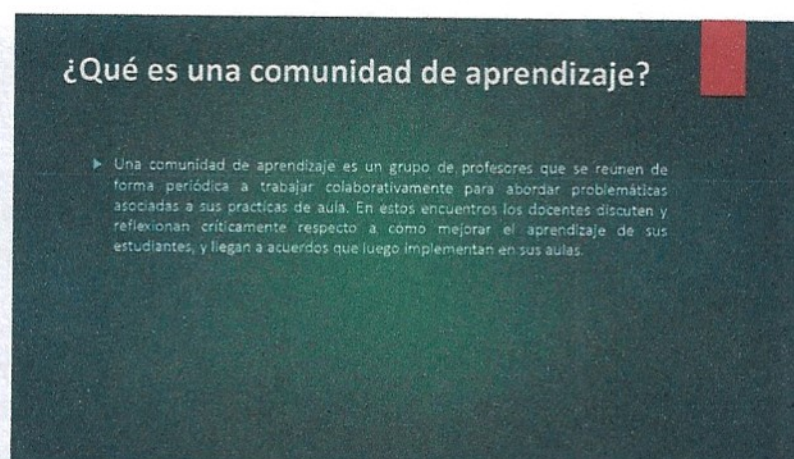 ¿Qué es una comunidad de aprendizaje?
Una comunidad de aprendizaje es un grupo de profesores que se reúnen de
forma periódica a trabajar colaborativamente para abordar problemáticas
asociadas a sus practicas de aula. En estos encuentros los docentes discuten y
reflexionan críticamente respecto a cómo mejorar el aprendizaje de sus
estudiantes, y llegan a acuerdos que luego implementan en sus aulas.